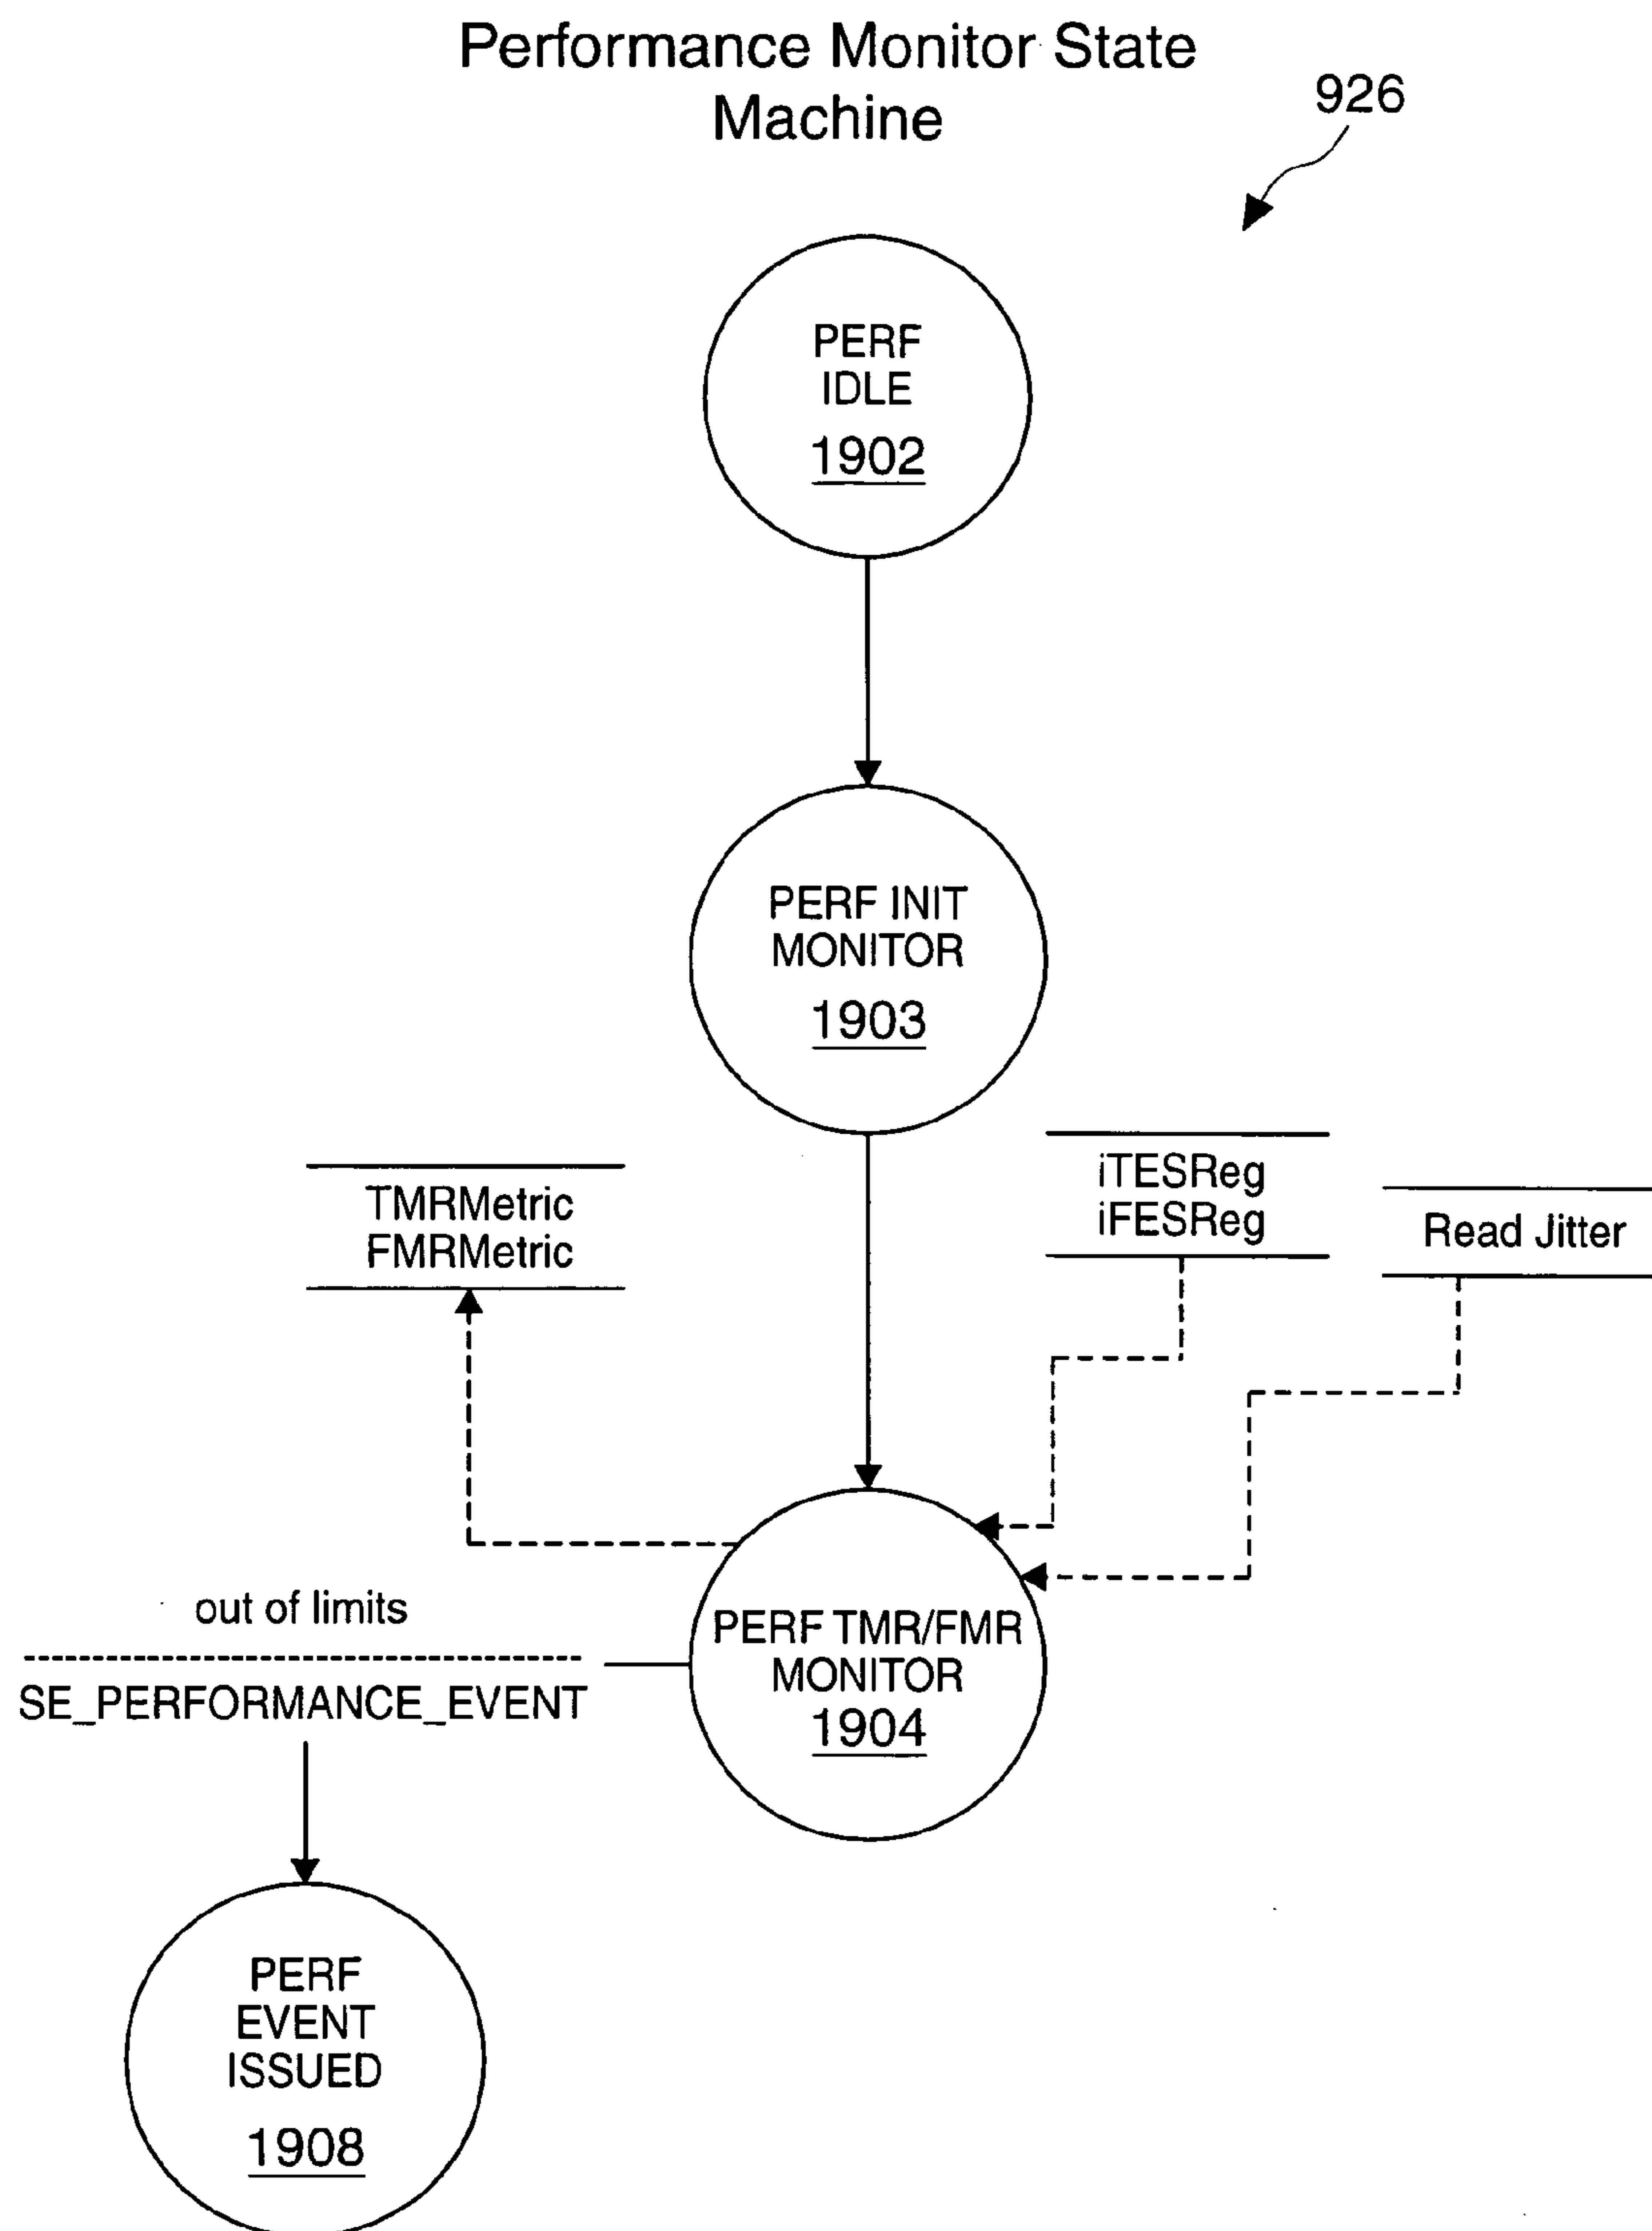 Performance Monitor State
Machine
926
PERF
IDLE
1902
PERF INIT
MONITOR
1903
TMRMetric
FMRMetric
iTESReg
iFESReg
Read Jitter
out of limits
SE_PERFORMANCE_EVENT
PERF TMR/FMR
MONITOR
1904
PERF
EVENT
ISSUED
1908